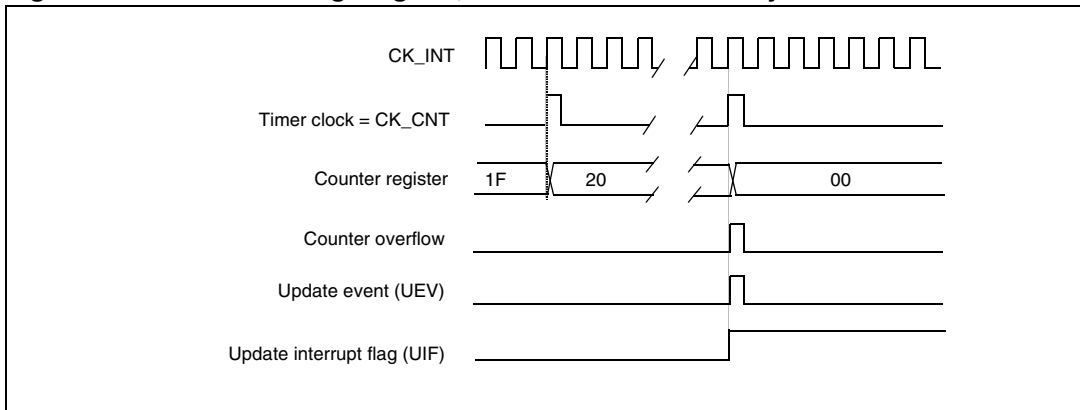 CK_INT
Timer clock = CK_CNT
Counter register 1F 20 00
Counter overflow
Update event (UEV)
Update interrupt flag (UIF)